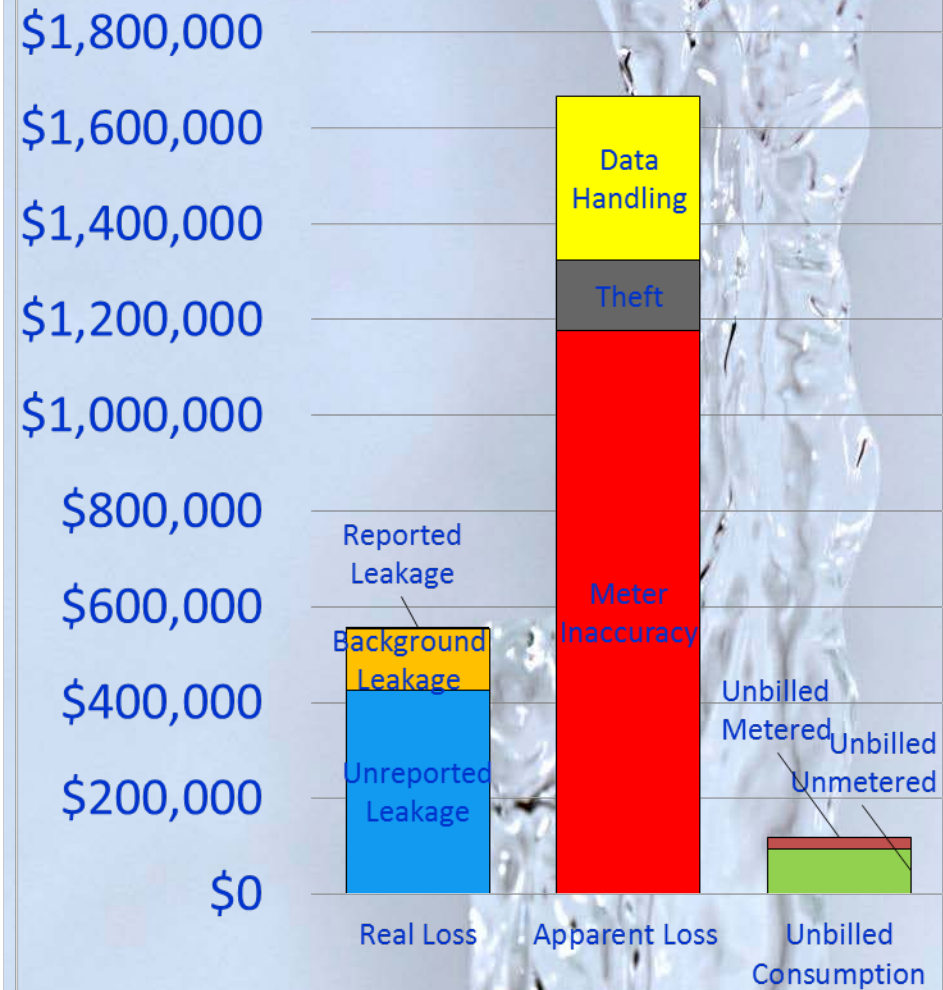 $1,800,000
$1,600,000
$1,400,000
$1,200,000
$1,000,000
$800,000
$600,000
$400,000
$200,000
$0
Reported
Leakage
Background
Leakage
Unreported
Leakage
Data
Handling
Theft
Meter
Inaccuracy
Unbilled
Metered
Unbilled
Unmetered
Real Loss
Apparent Loss
Unbilled
Consumption